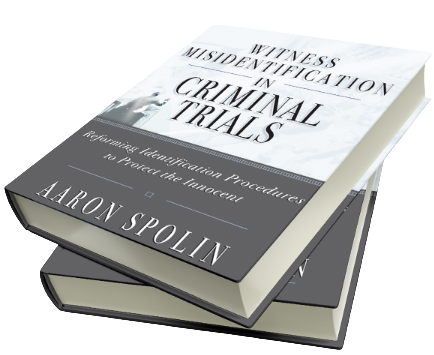 WITNESS
MISIDENTIFICATION
IN
CRIMINAL
TRIALS
Reforming Identification Procedures
to Protect the Innocent
AARON SPOLIN
N